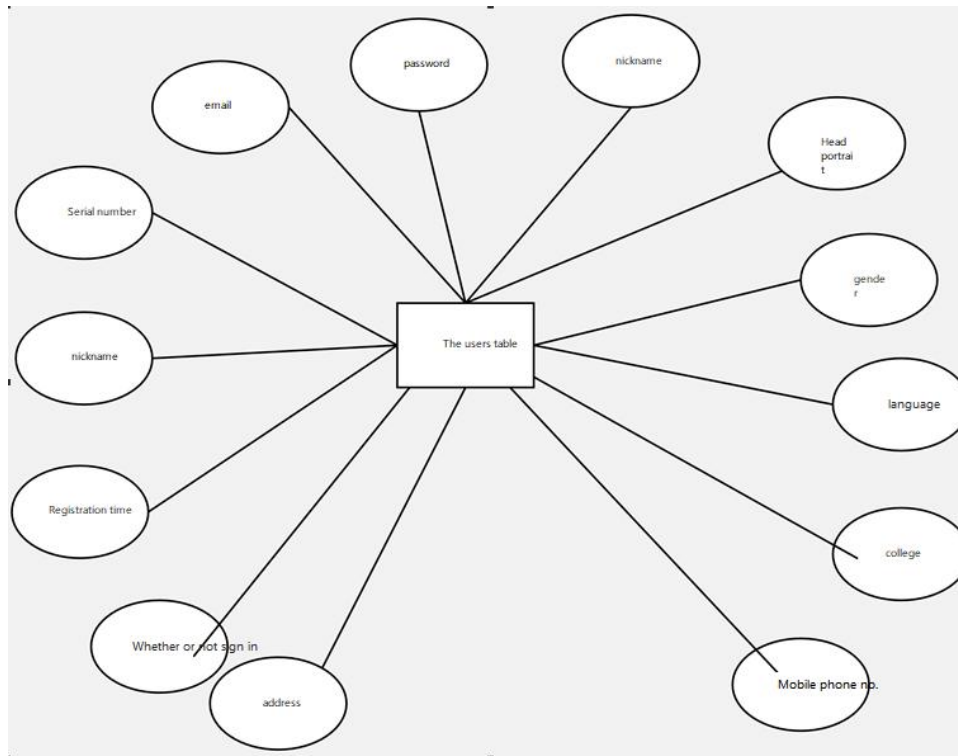 password
nickname
email
Head
portrai
t
Serial number
gende
r
The users table
nickname
language
Registration time
college
Whether or not sign in
address
Mobile phone no.